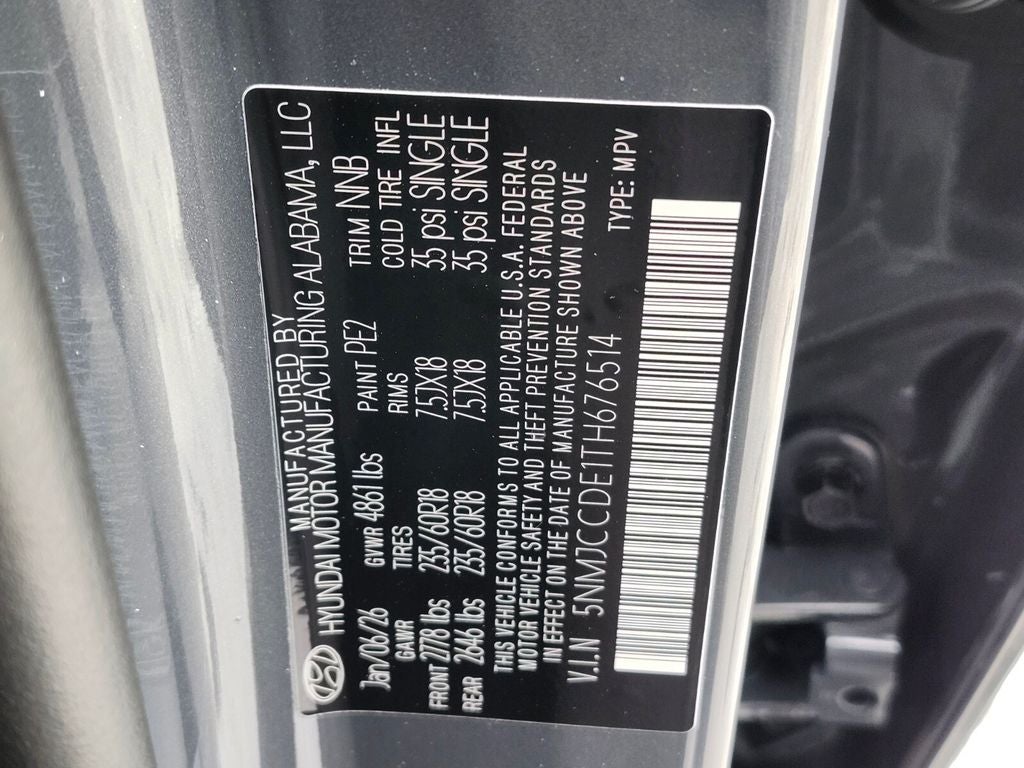 MANUFACTURED BY
HYUNDAI MOTOR MANUFACTURING ALABAMA, LLC
Jan/06/26 GVWR 4861 lbs PAINT PE2 TRIM NNB
GAWR TIRES RIMS COLD TIRE INFL
FRONT 2778 lbs 235/60R18 7.5JX18 35 psi SINGLE
REAR 2646 lbs 235/60R18 7.5JX18 35 psi SINGLE
THIS VEHICLE CONFORMS TO ALL APPLICABLE U.S.A. FEDERAL
MOTOR VEHICLE SAFETY AND THEFT PREVENTION STANDARDS
IN EFFECT ON THE DATE OF MANUFACTURE SHOWN ABOVE
V.I.N 5NMJCCDE1TH676514 TYPE: MPV